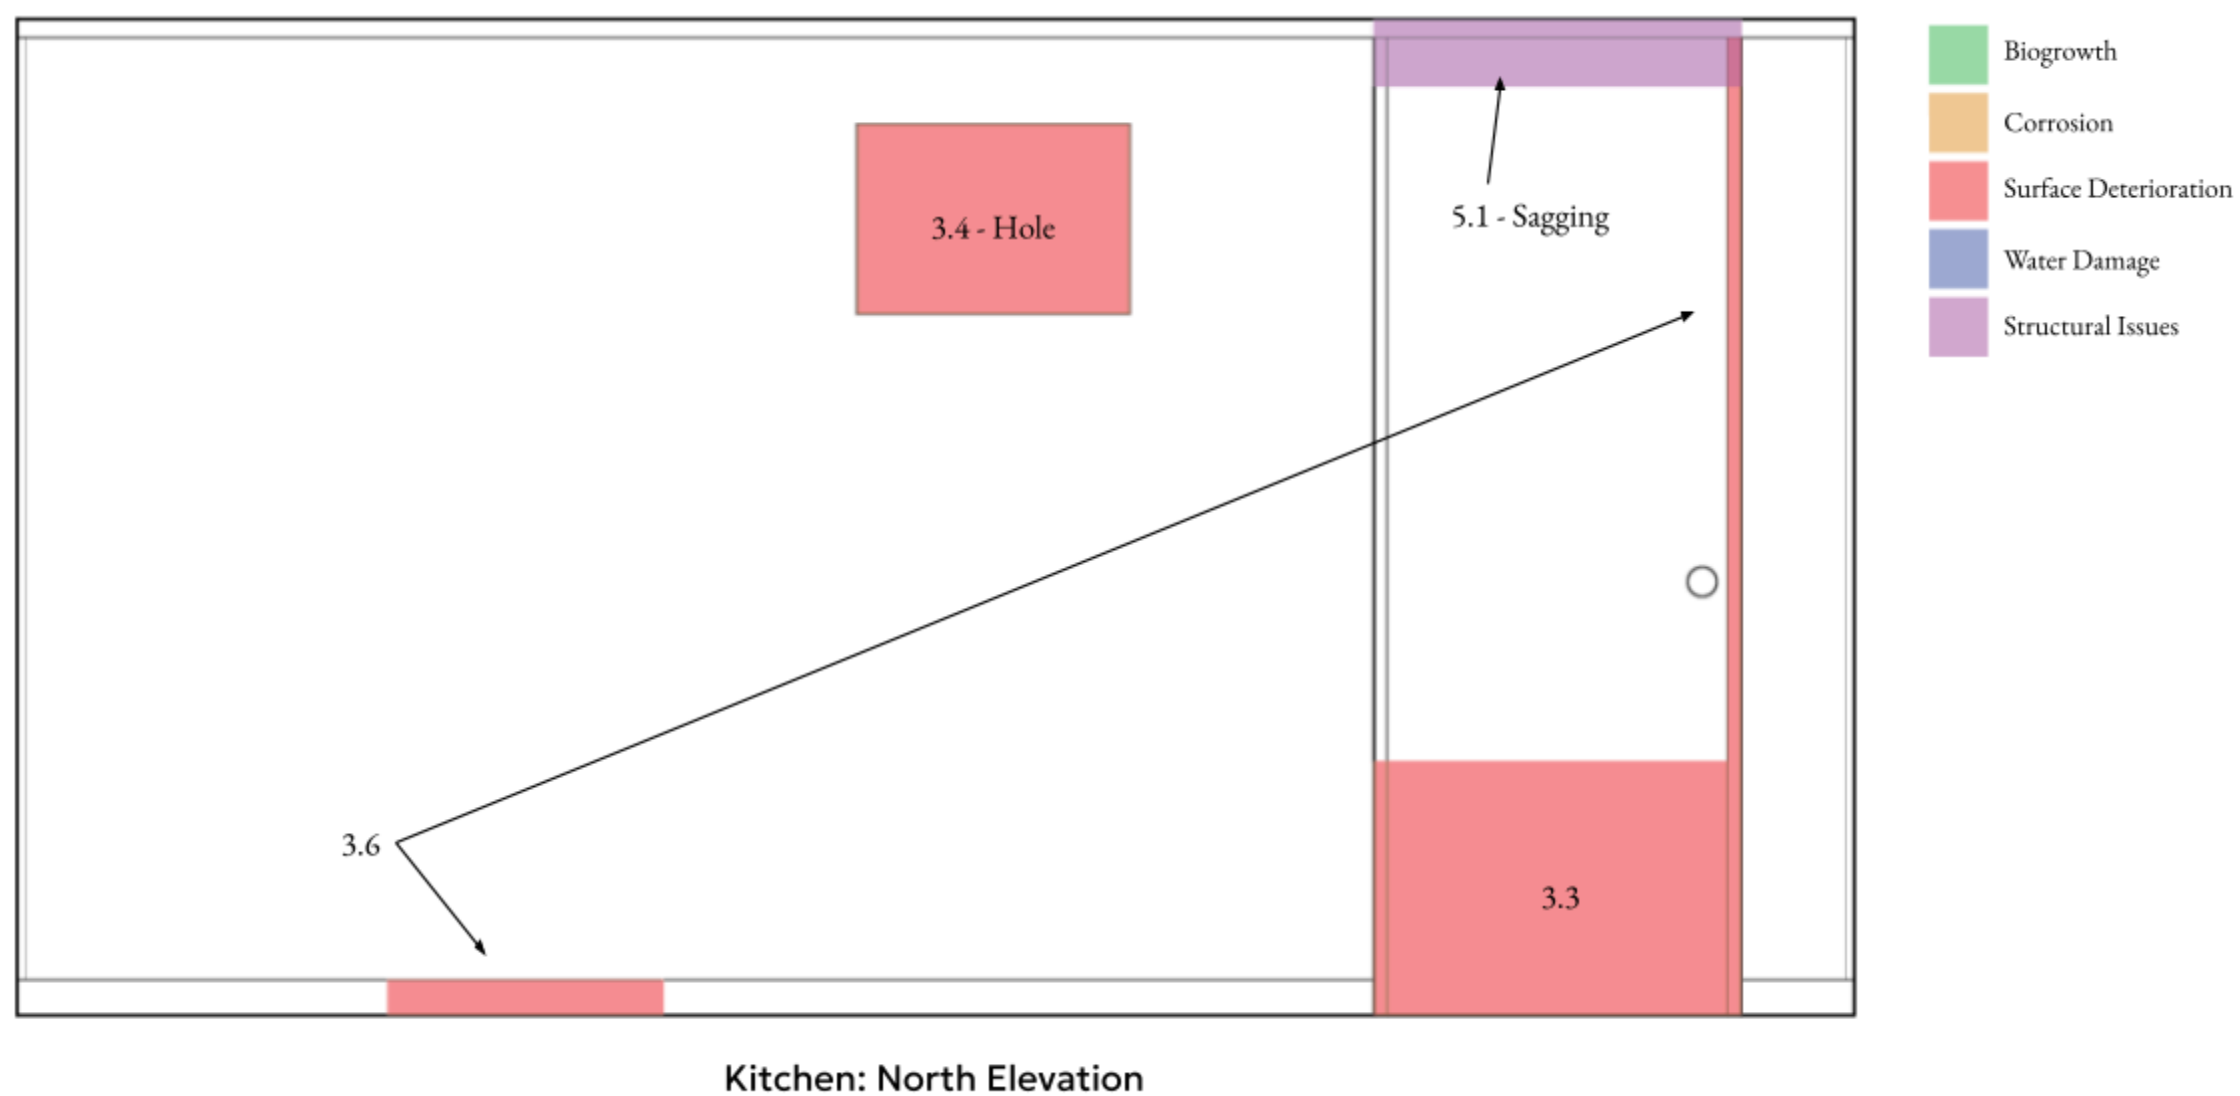 3.4 - Hole
5.1 - Sagging
3.6
3.3
Kitchen: North Elevation
Biogrowth
Corrosion
Surface Deterioration
Water Damage
Structural Issues